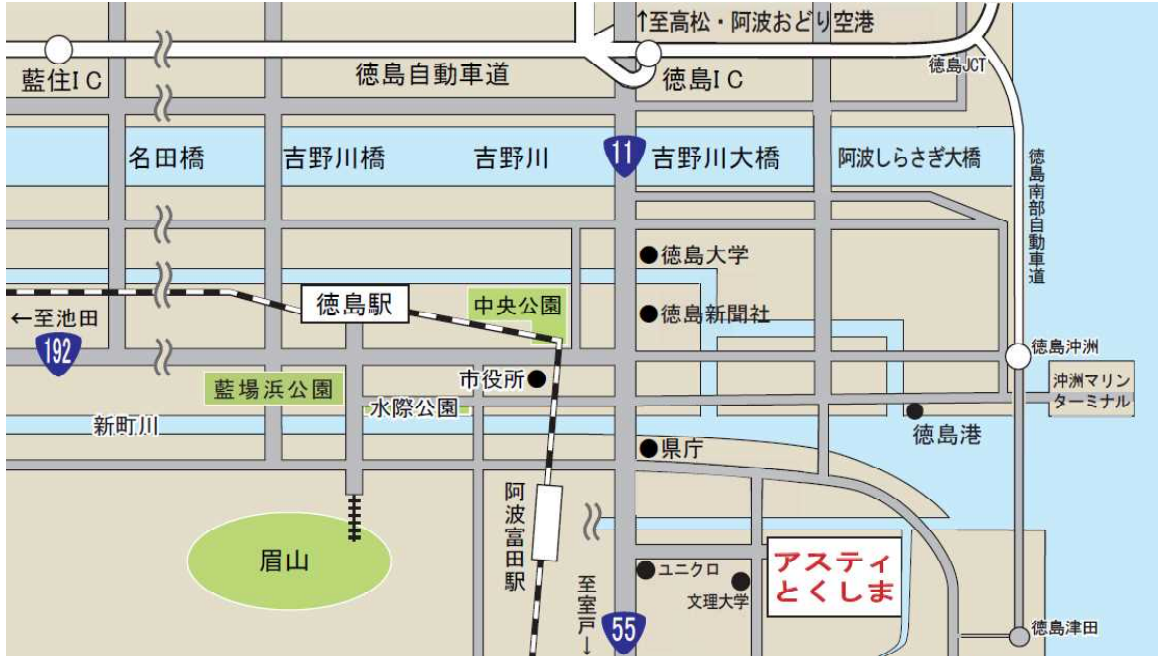 ↑至高松・阿波おどり空港
藍住IC
徳島自動車道
徳島IC
徳島JCT
名田橋
吉野川橋
吉野川
11
吉野川大橋
阿波しらさぎ大橋
徳島南部自動車道
●徳島大学
徳島駅
中央公園
●徳島新聞社
←至池田
192
徳島沖洲
藍場浜公園
市役所●
水際公園
沖洲マリン
ターミナル
新町川
徳島港
●県庁
阿波富田駅
眉山
アスティ
とくしま
ユニクロ
文理大学
至室戸→
55
徳島津田